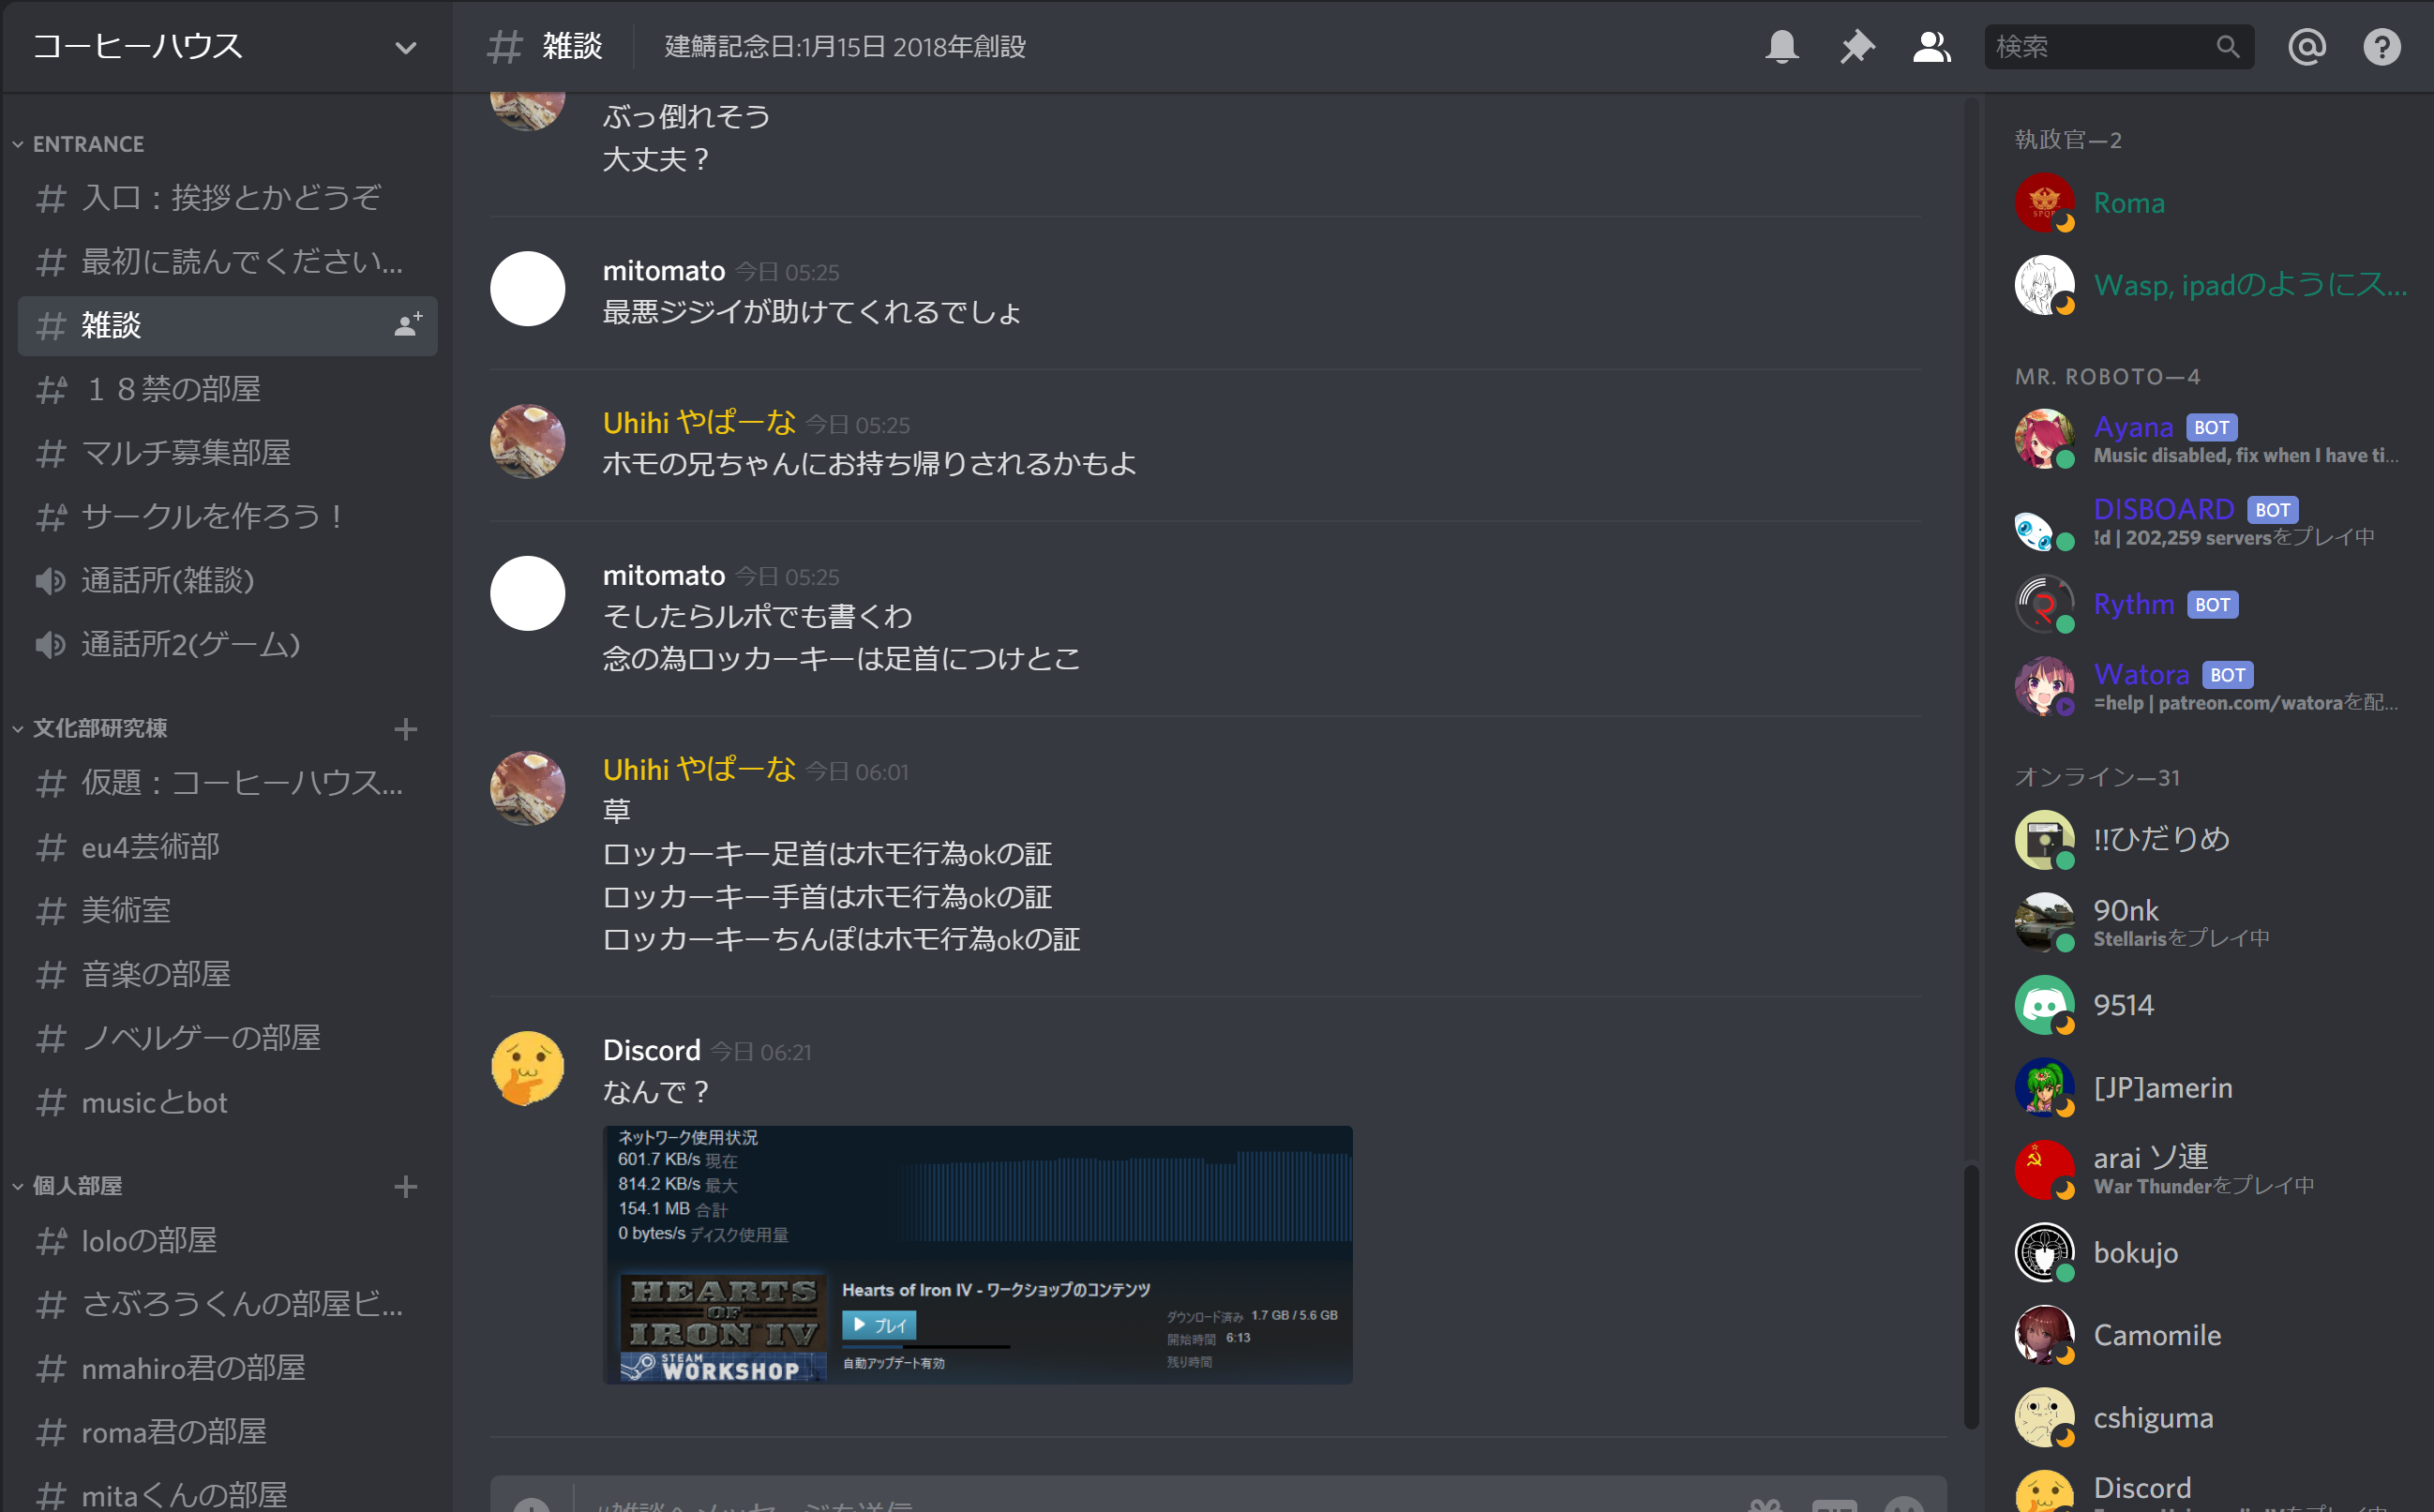 コーヒーハウス
ENTRANCE
入口：挨拶とかどうぞ
最初に読んでください...
雑談
１８禁の部屋
マルチ募集部屋
サークルを作ろう！
通話所(雑談)
通話所2(ゲーム)
文化部研究棟
仮題：コーヒーハウス...
eu4芸術部
美術室
音楽の部屋
ノベルゲーの部屋
musicとbot
個人部屋
loloの部屋
さぶろうくんの部屋ビ...
nmahiro君の部屋
roma君の部屋
mitaくんの部屋
雑談
建鯖記念日:1月15日 2018年創設
検索
ぶっ倒れそう
大丈夫？
mitomato 今日 05:25
最悪ジジイが助けてくれるでしょ
Uhihi やぱーな 今日 05:25
ホモの兄ちゃんにお持ち帰りされるかもよ
mitomato 今日 05:25
そしたらルポでも書くわ
念の為ロッカーキーは足首につけとこ
Uhihi やぱーな 今日 06:01
草
ロッカーキー足首はホモ行為okの証
ロッカーキー手首はホモ行為okの証
ロッカーキーちんぽはホモ行為okの証
Discord 今日 06:21
なんで？
ネットワーク使用状況
601.7 KB/s 現在
814.2 KB/s 最大
154.1 MB 合計
0 bytes/s ディスク使用量
HEARTS
OF
IRON IV
STEAM
WORKSHOP
Hearts of Iron IV - ワークショップのコンテンツ
プレイ
自動アップデート有効
ダウンロード済み 1.7 GB / 5.6 GB
開始時間 6:13
残り時間
#雑談へメッセージを送信
GIF
執政官—2
SPQR
Roma
Wasp, ipadのようにス...
MR. ROBOTO—4
Ayana BOT
Music disabled, fix when I have ti...
DISBOARD BOT
!d | 202,259 serversをプレイ中
Rythm BOT
Watora BOT
=help | patreon.com/watoraを配...
オンライン—31
!!ひだりめ
90nk
Stellarisをプレイ中
9514
[JP]amerin
arai ソ連
War Thunderをプレイ中
bokujo
Camomile
cshiguma
Discord